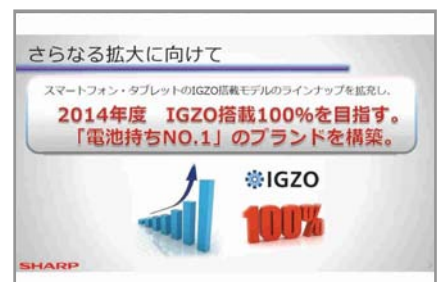 さらなる拡大に向けて
スマートフォン・タブレットのIGZO搭載モデルのラインナップを拡充し、
2014年度 IGZO搭載100%を目指す。
「電池持ちNO.1」のブランドを構築。
IGZO
100%
SHARP